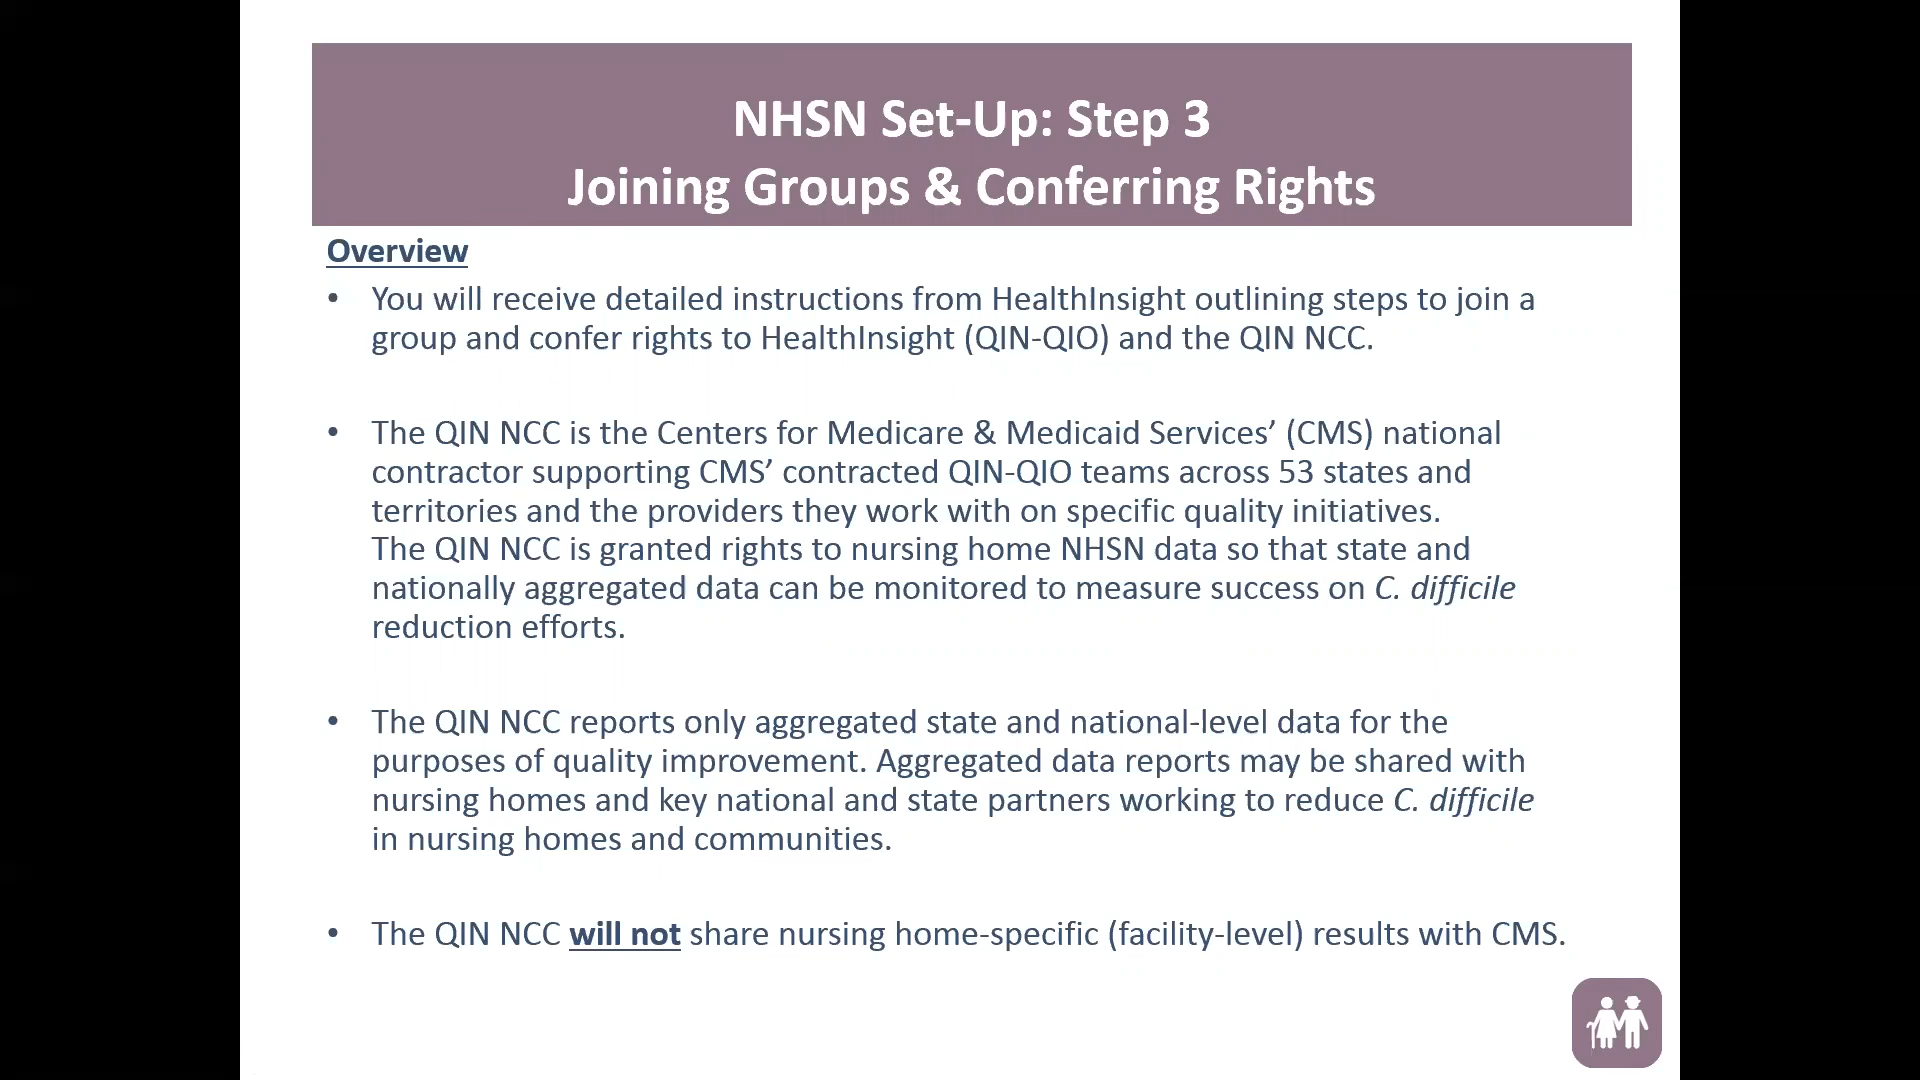 NHSN Set-Up: Step 3
Joining Groups & Conferring Rights
Overview
• You will receive detailed instructions from HealthInsight outlining steps to join a
group and confer rights to HealthInsight (QIN-QIO) and the QIN NCC.
• The QIN NCC is the Centers for Medicare & Medicaid Services’ (CMS) national
contractor supporting CMS’ contracted QIN-QIO teams across 53 states and
territories and the providers they work with on specific quality initiatives.
The QIN NCC is granted rights to nursing home NHSN data so that state and
nationally aggregated data can be monitored to measure success on C. difficile
reduction efforts.
• The QIN NCC reports only aggregated state and national-level data for the
purposes of quality improvement. Aggregated data reports may be shared with
nursing homes and key national and state partners working to reduce C. difficile
in nursing homes and communities.
• The QIN NCC will not share nursing home-specific (facility-level) results with CMS.